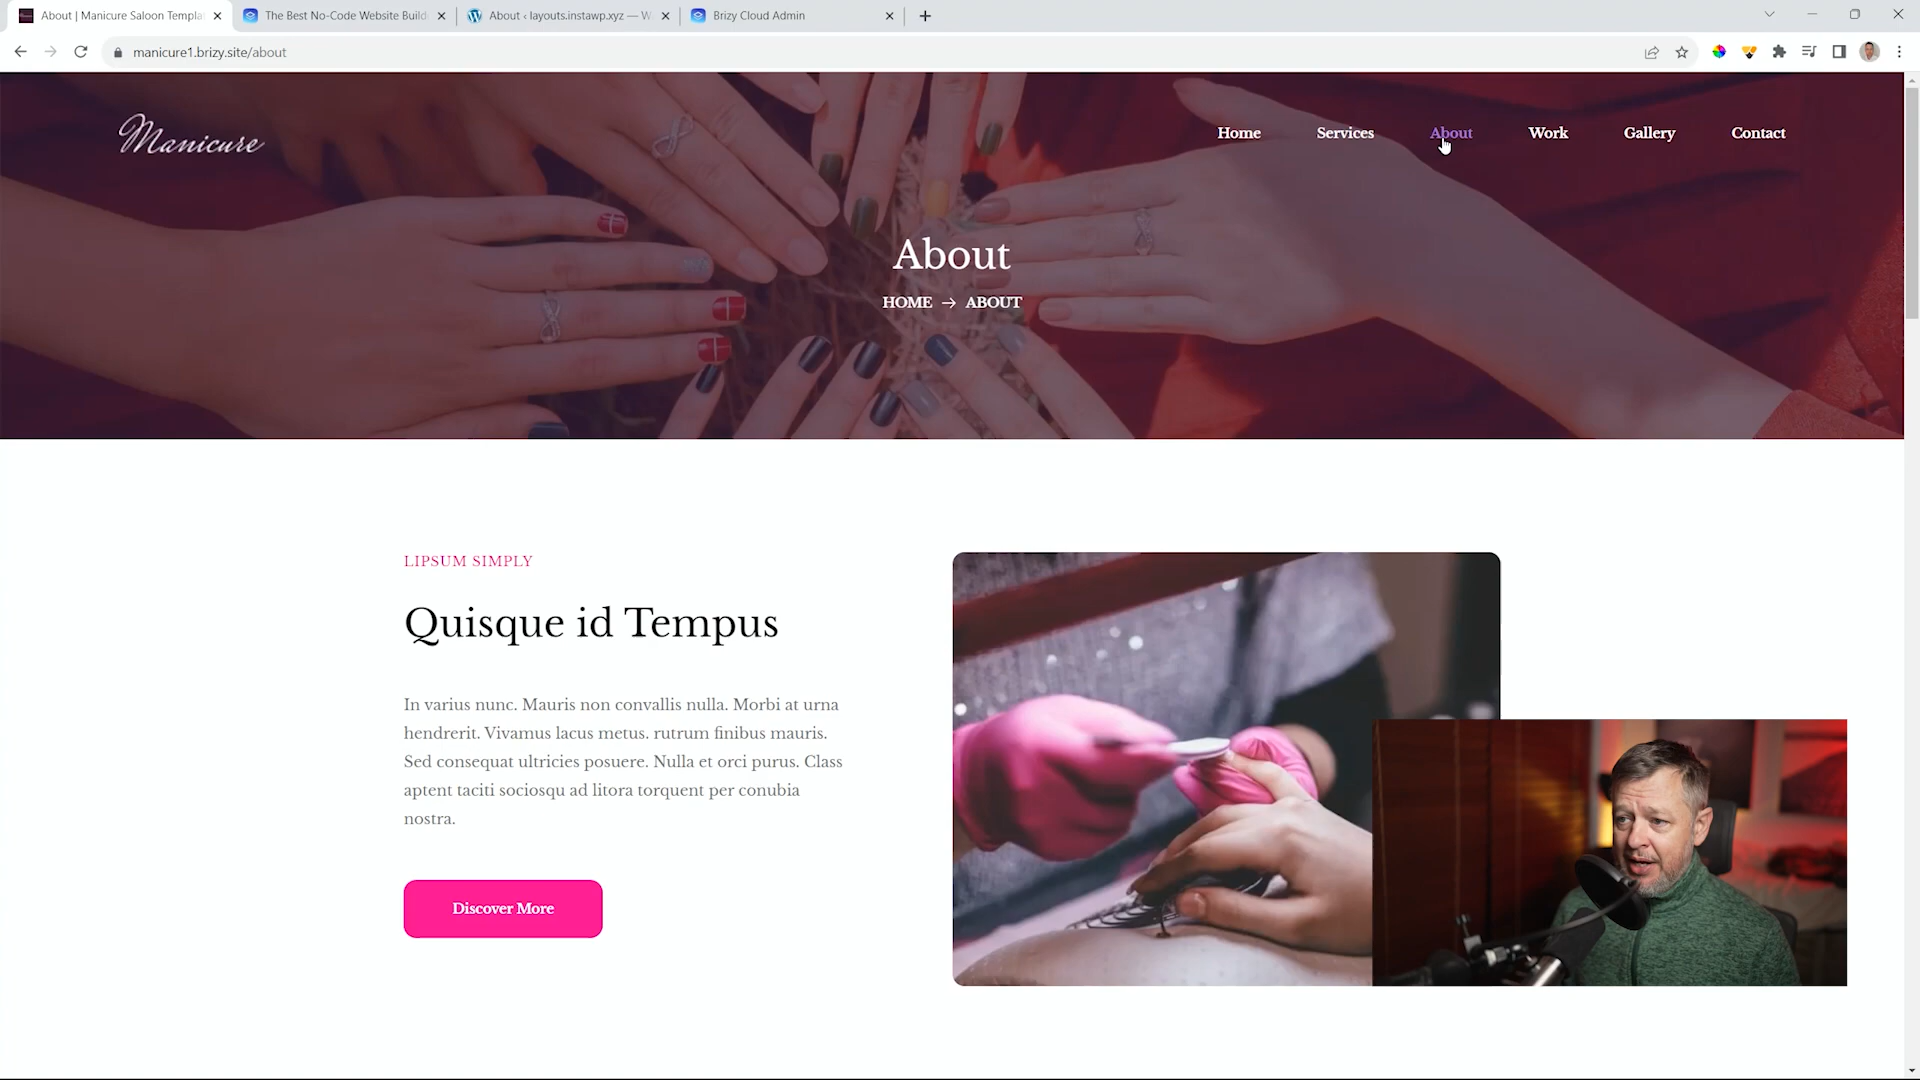 About | Manicure Saloon Templa
The Best No-Code Website Build
About ‹ layouts.instawp.xyz — W
Brizy Cloud Admin
manicure1.brizy.site/about
Manicure
Home
Services
About
Work
Gallery
Contact
About
HOME → ABOUT
LIPSUM SIMPLY
Quisque id Tempus
In varius nunc. Mauris non convallis nulla. Morbi at urna
hendrerit. Vivamus lacus metus. rutrum finibus mauris.
Sed consequat ultricies posuere. Nulla et orci purus. Class
aptent taciti sociosqu ad litora torquent per conubia
nostra.
Discover More